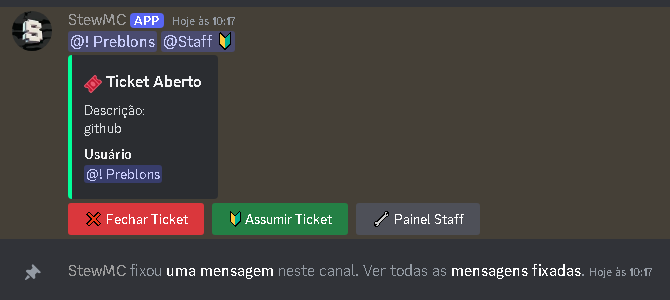 StewMC APP Hoje às 10:17
@! Preblons @Staff
Ticket Aberto
Descrição:
github
Usuário
@! Preblons
Fechar Ticket Assumir Ticket Painel Staff
StewMC fixou uma mensagem neste canal. Ver todas as mensagens fixadas. Hoje às 10:17